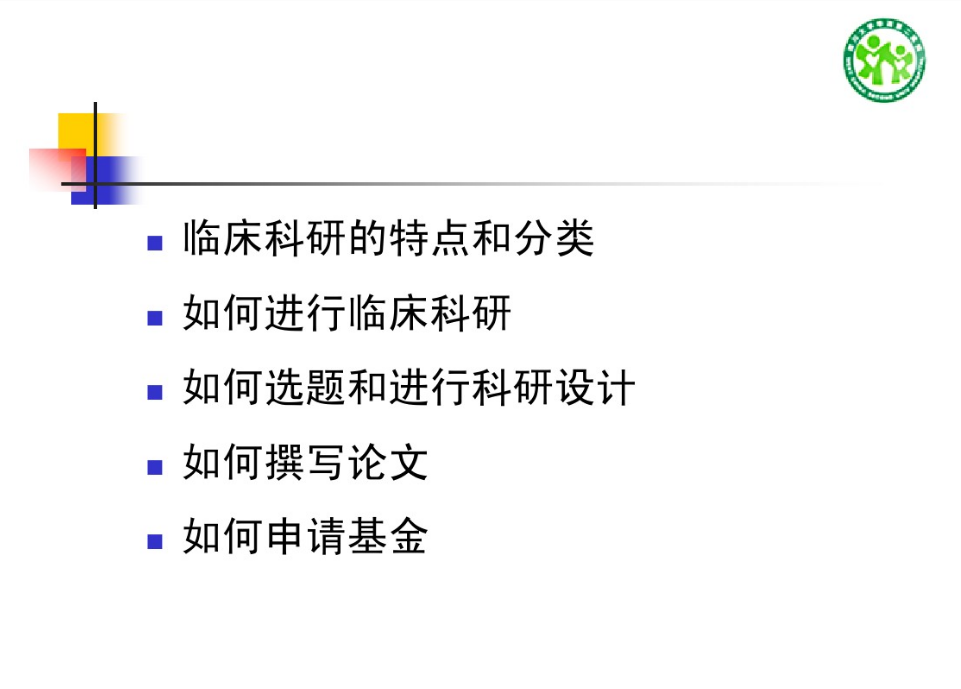 临床科研的特点和分类
如何进行临床科研
如何选题和进行科研设计
如何撰写论文
如何申请基金